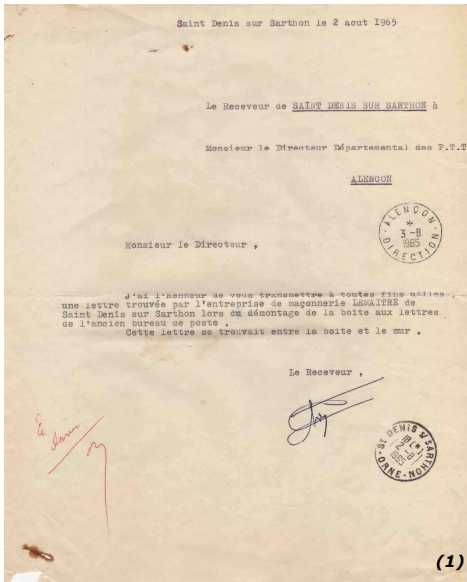 Saint Denis sur Sarthon le 2 aout 1965
Le Receveur de SAINT DENIS SUR SARTHON à
Monsieur le Directeur Départemental des P.T.T
ALENCON
ALENÇON
*
3 -8
1965
DIRECTION
Monsieur le Directeur ,
J'ai l'honneur de vous transmettre à toutes fins utiles ,
une lettre trouvée par l'entreprise de maçonnerie LEMAITRE de
Saint Denis sur Sarthon lors du démontage de la boite aux lettres
de l'ancien bureau de poste .
Cette lettre se trouvait entre la boite et le mur .
Le Receveur ,
ST DENIS S/ SARTHON
2 -8
1965
ORNE
(1)